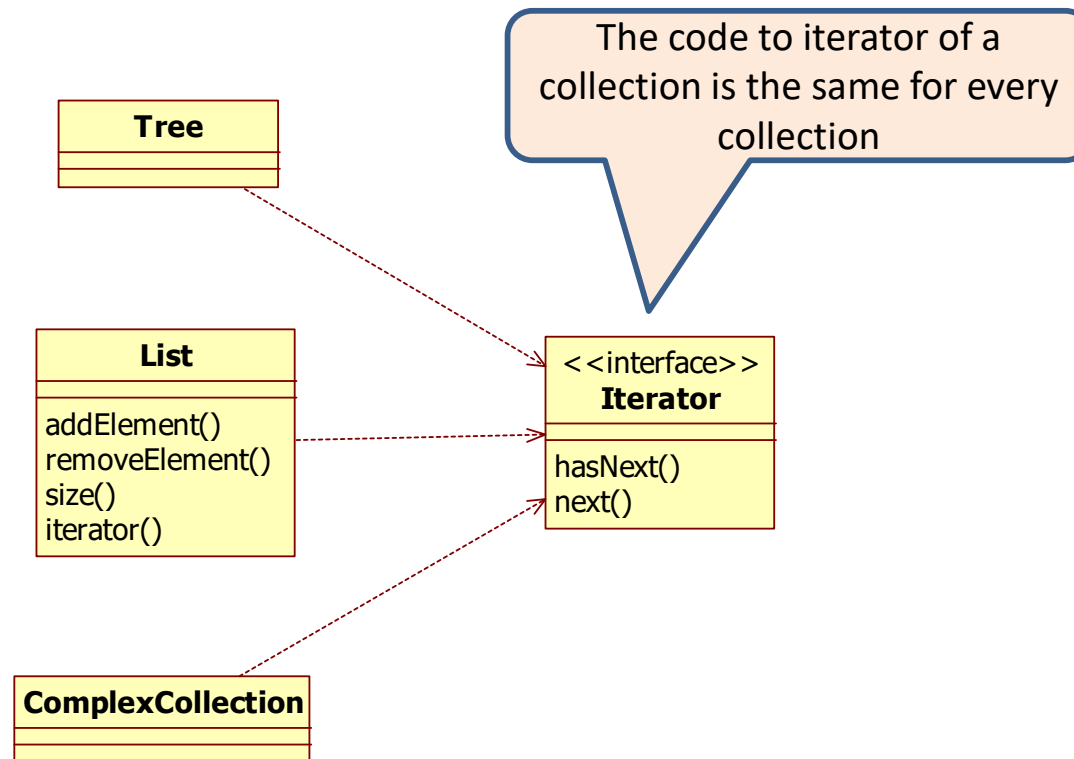 The code to iterator of a
collection is the same for every
collection
Tree
List
addElement()
removeElement()
size()
iterator()
<<interface>>
Iterator
hasNext()
next()
ComplexCollection